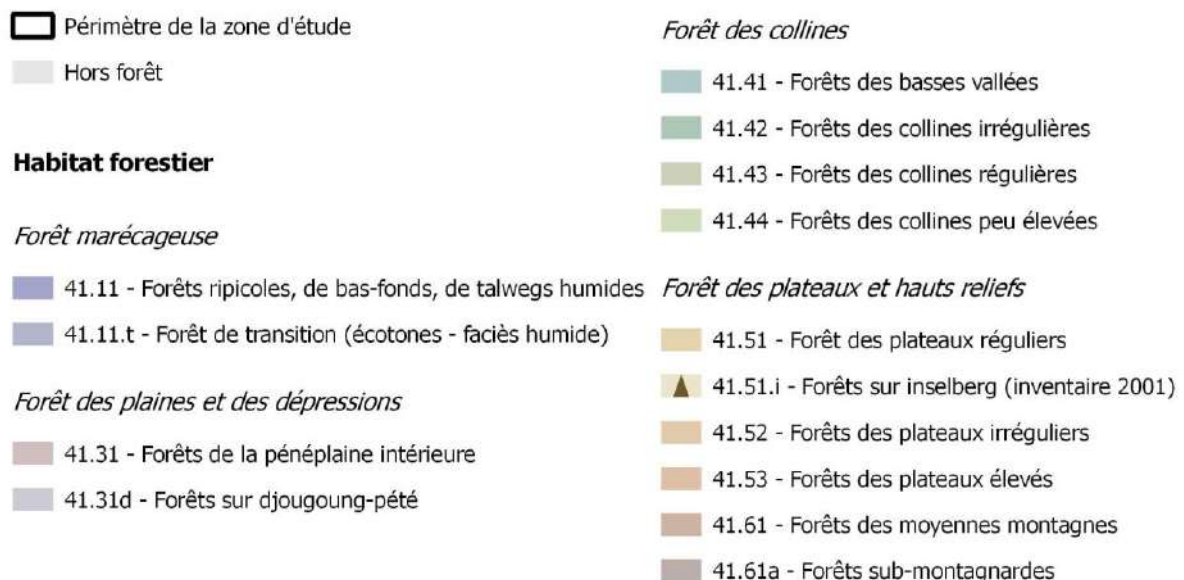 Périmètre de la zone d'étude
Hors forêt
Habitat forestier
Forêt marécageuse
41.11 - Forêts ripicoles, de bas-fonds, de talwegs humides
41.11.t - Forêt de transition (écotones - faciès humide)
Forêt des plaines et des dépressions
41.31 - Forêts de la pénéplaine intérieure
41.31d - Forêts sur djougoung-pété
Forêt des collines
41.41 - Forêts des basses vallées
41.42 - Forêts des collines irrégulières
41.43 - Forêts des collines régulières
41.44 - Forêts des collines peu élevées
Forêt des plateaux et hauts reliefs
41.51 - Forêt des plateaux réguliers
41.51.i - Forêts sur inselberg (inventaire 2001)
41.52 - Forêts des plateaux irréguliers
41.53 - Forêts des plateaux élevés
41.61 - Forêts des moyennes montagnes
41.61a - Forêts sub-montagnardes